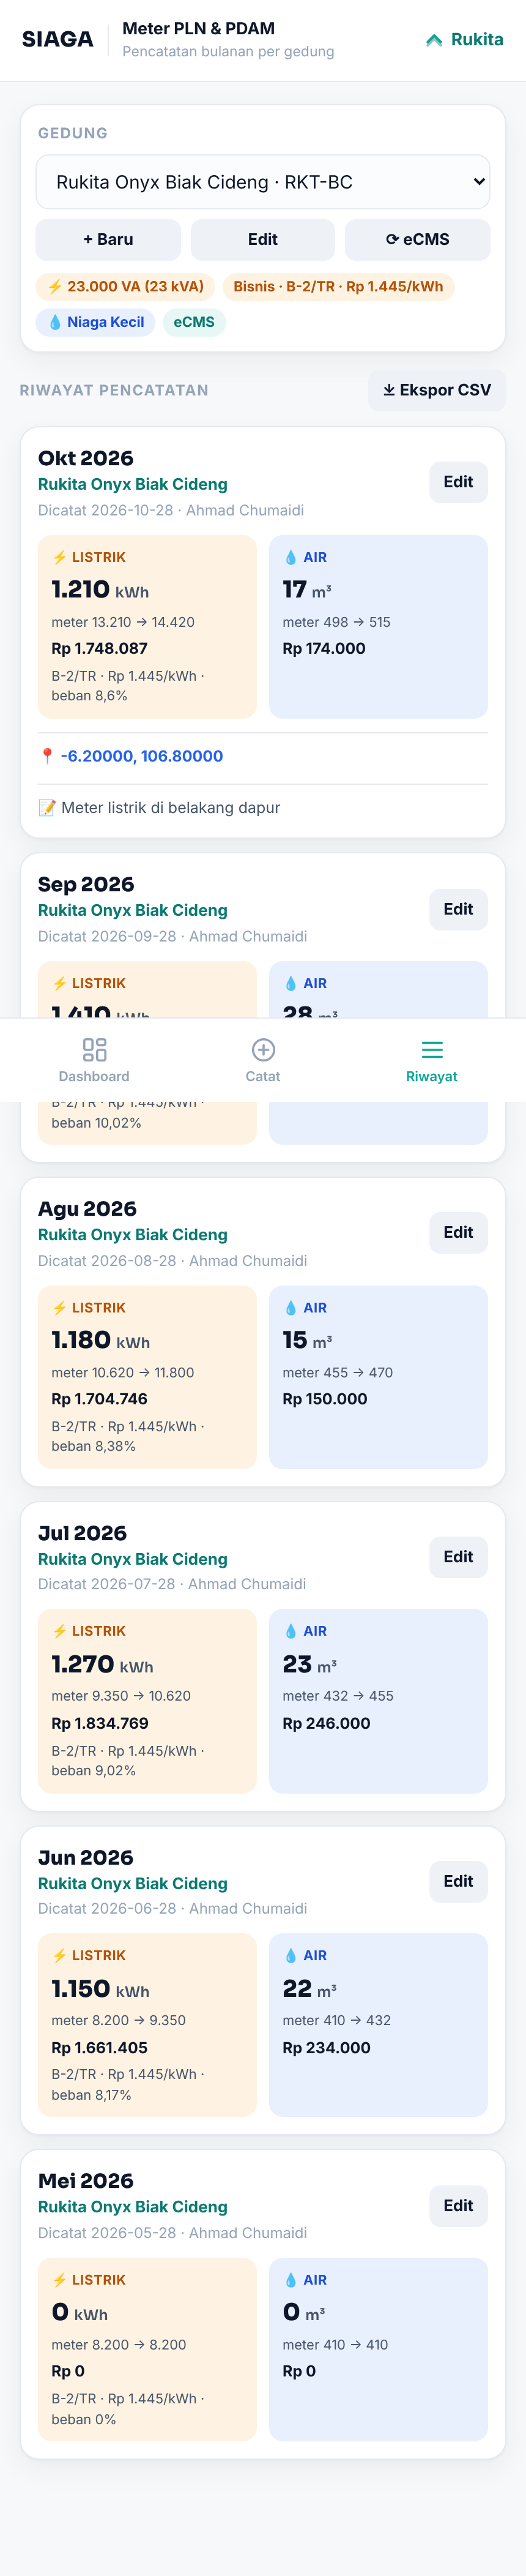 SIAGA
Meter PLN & PDAM
Pencatatan bulanan per gedung
Rukita
GEDUNG
Rukita Onyx Biak Cideng · RKT-BC
+ Baru
Edit
⟳ eCMS
⚡ 23.000 VA (23 kVA)
Bisnis · B-2/TR · Rp 1.445/kWh
💧 Niaga Kecil
eCMS
RIWAYAT PENCATATAN
Ekspor CSV
Okt 2026
Rukita Onyx Biak Cideng
Dicatat 2026-10-28 · Ahmad Chumaidi
Edit
⚡ LISTRIK
1.210 kWh
meter 13.210 → 14.420
Rp 1.748.087
B-2/TR · Rp 1.445/kWh ·
beban 8,6%
💧 AIR
17 m³
meter 498 → 515
Rp 174.000
📍 -6.20000, 106.80000
📝 Meter listrik di belakang dapur
Sep 2026
Rukita Onyx Biak Cideng
Dicatat 2026-09-28 · Ahmad Chumaidi
Edit
⚡ LISTRIK
1.410 kWh
💧 AIR
28 m³
Dashboard
Catat
Riwayat
B-2/TR · Rp 1.445/kWh ·
beban 10,02%
Agu 2026
Rukita Onyx Biak Cideng
Dicatat 2026-08-28 · Ahmad Chumaidi
Edit
⚡ LISTRIK
1.180 kWh
meter 10.620 → 11.800
Rp 1.704.746
B-2/TR · Rp 1.445/kWh ·
beban 8,38%
💧 AIR
15 m³
meter 455 → 470
Rp 150.000
Jul 2026
Rukita Onyx Biak Cideng
Dicatat 2026-07-28 · Ahmad Chumaidi
Edit
⚡ LISTRIK
1.270 kWh
meter 9.350 → 10.620
Rp 1.834.769
B-2/TR · Rp 1.445/kWh ·
beban 9,02%
💧 AIR
23 m³
meter 432 → 455
Rp 246.000
Jun 2026
Rukita Onyx Biak Cideng
Dicatat 2026-06-28 · Ahmad Chumaidi
Edit
⚡ LISTRIK
1.150 kWh
meter 8.200 → 9.350
Rp 1.661.405
B-2/TR · Rp 1.445/kWh ·
beban 8,17%
💧 AIR
22 m³
meter 410 → 432
Rp 234.000
Mei 2026
Rukita Onyx Biak Cideng
Dicatat 2026-05-28 · Ahmad Chumaidi
Edit
⚡ LISTRIK
0 kWh
meter 8.200 → 8.200
Rp 0
B-2/TR · Rp 1.445/kWh ·
beban 0%
💧 AIR
0 m³
meter 410 → 410
Rp 0